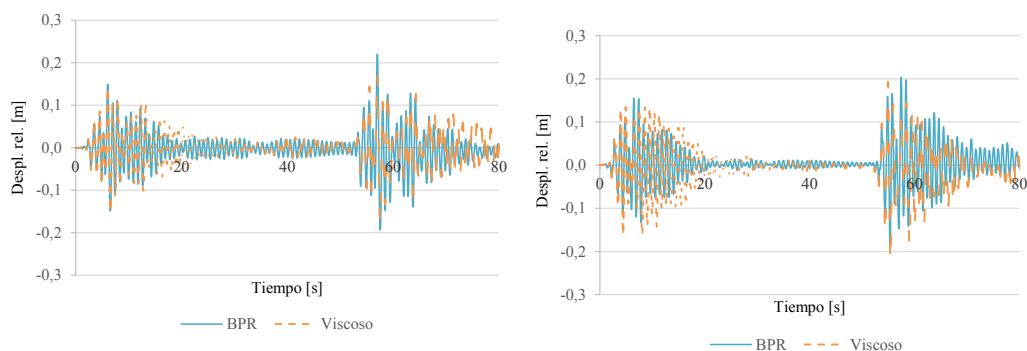 0,3
0,2
0,1
0,0
-0,1
-0,2
-0,3
0 20 40 60 80
Despl. rel. [m]
Tiempo [s]
BPR Viscoso
0,3
0,2
0,1
0,0
-0,1
-0,2
-0,3
0 20 40 60 80
Despl. rel. [m]
Tiempo [s]
BPR Viscoso